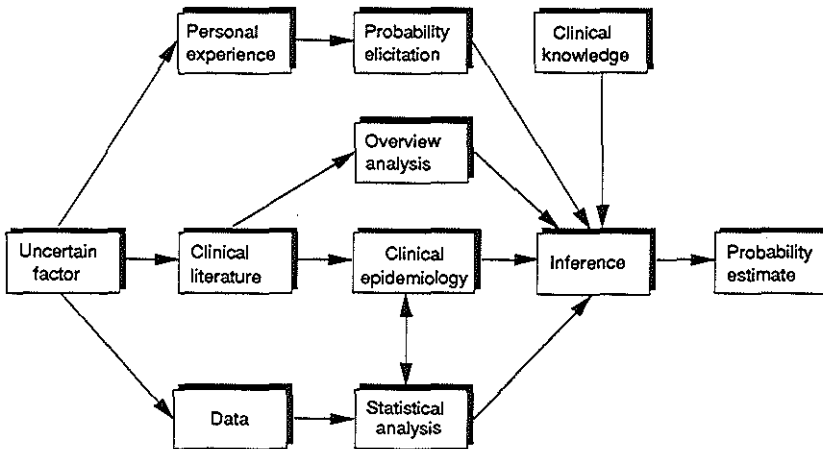 Personal
experience
Probability
elicitation
Clinical
knowledge
Overview
analysis
Uncertain
factor
Clinical
literature
Clinical
epidemiology
Inference
Probability
estimate
Data
Statistical
analysis